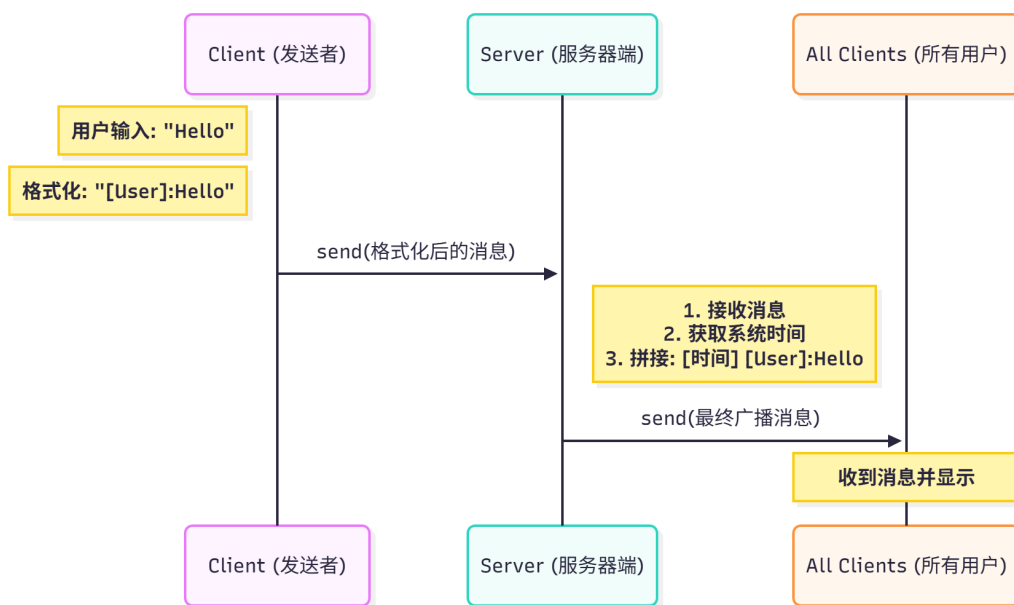 Client (发送者)
Server (服务器端)
All Clients (所有用户)
用户输入: "Hello"
格式化: "[User]:Hello"
send(格式化后的消息)
1. 接收消息
2. 获取系统时间
3. 拼接: [时间] [User]:Hello
send(最终广播消息)
收到消息并显示
Client (发送者)
Server (服务器端)
All Clients (所有用户)